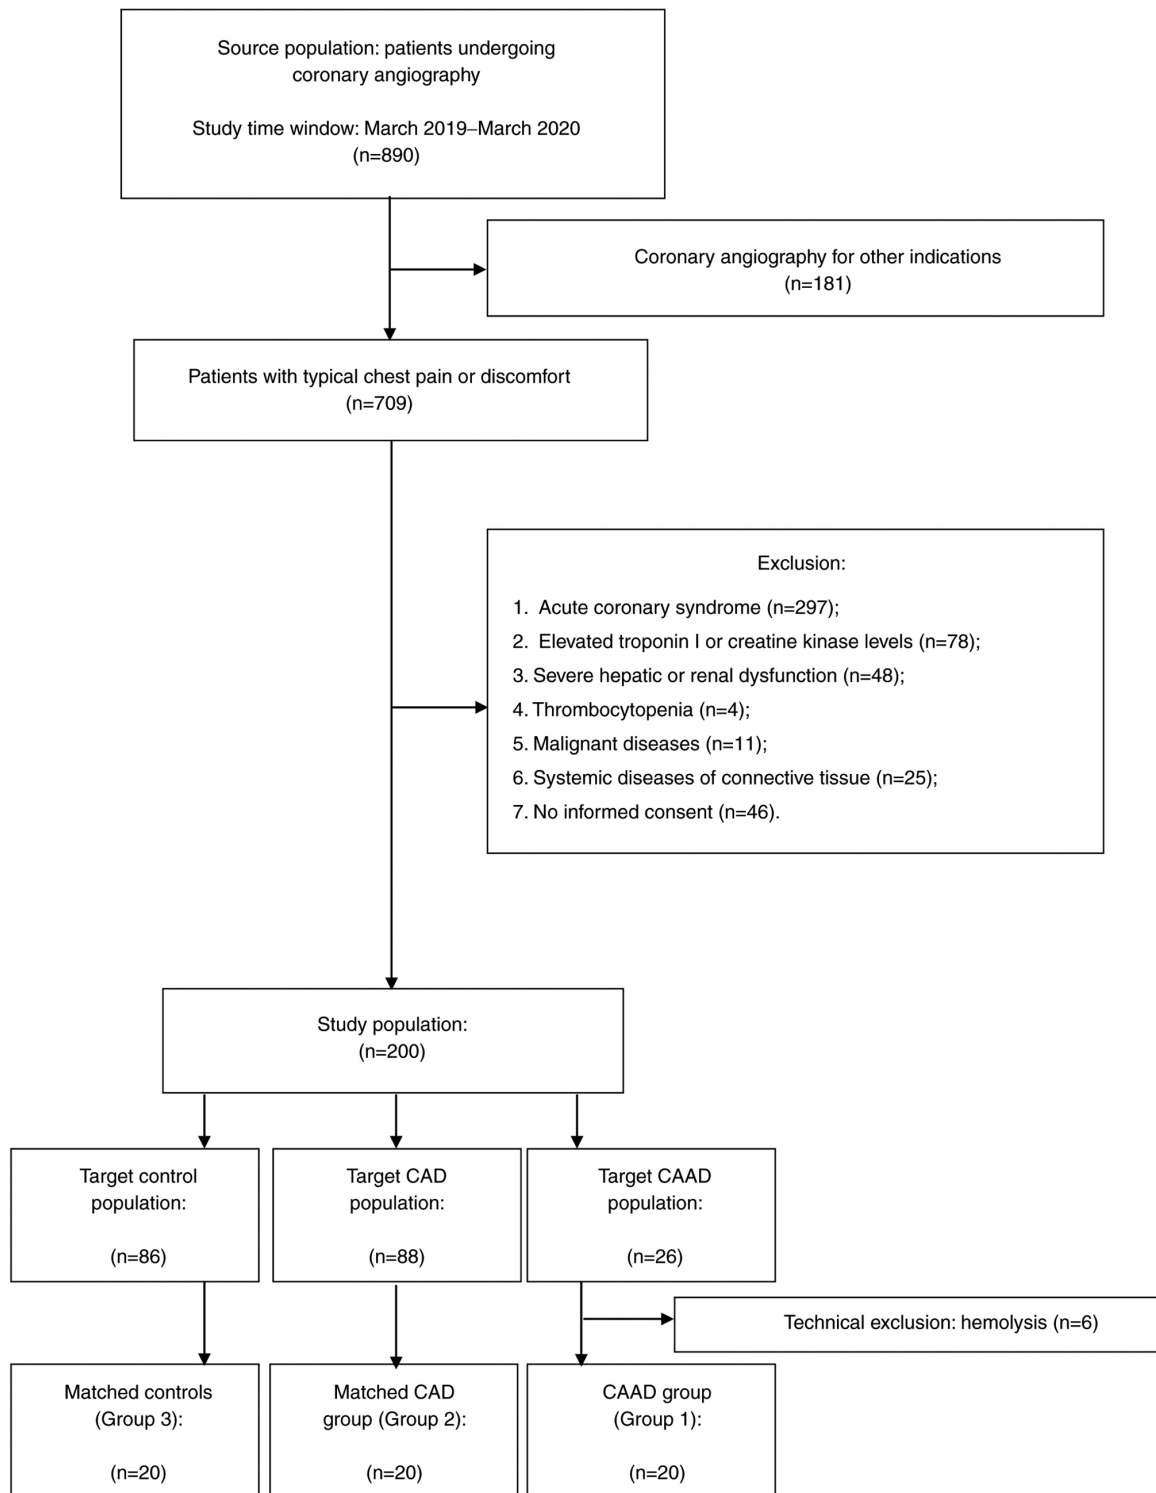 Source population: patients undergoing
coronary angiography
Study time window: March 2019–March 2020
(n=890)
Coronary angiography for other indications
(n=181)
Patients with typical chest pain or discomfort
(n=709)
Exclusion:
1. Acute coronary syndrome (n=297);
2. Elevated troponin I or creatine kinase levels (n=78);
3. Severe hepatic or renal dysfunction (n=48);
4. Thrombocytopenia (n=4);
5. Malignant diseases (n=11);
6. Systemic diseases of connective tissue (n=25);
7. No informed consent (n=46).
Study population:
(n=200)
Target control
population:
(n=86)
Target CAD
population:
(n=88)
Target CAAD
population:
(n=26)
Technical exclusion: hemolysis (n=6)
Matched controls
(Group 3):
(n=20)
Matched CAD
group (Group 2):
(n=20)
CAAD group
(Group 1):
(n=20)